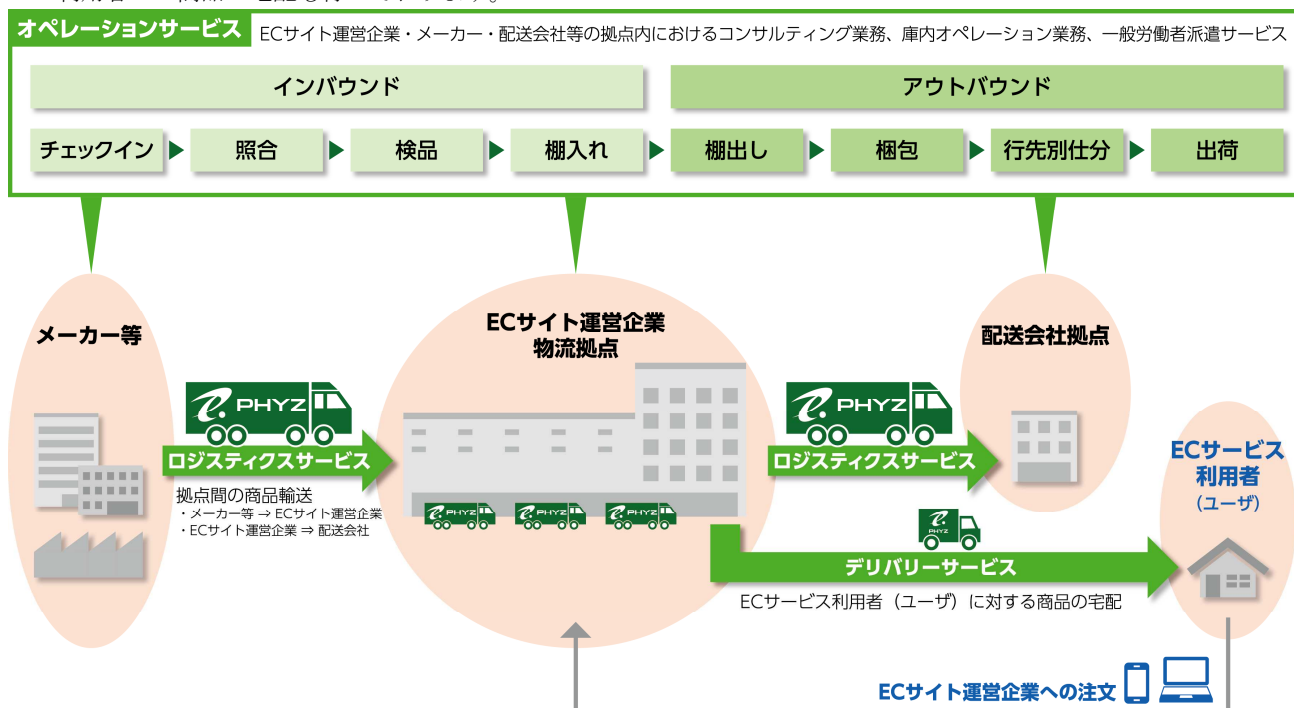 オペレーションサービス
ECサイト運営企業・メーカー・配送会社等の拠点内におけるコンサルティング業務、庫内オペレーション業務、一般労働者派遣サービス
インバウンド
アウトバウンド
チェックイン
照合
検品
棚入れ
棚出し
梱包
行先別仕分
出荷
メーカー等
ECサイト運営企業
物流拠点
配送会社拠点
PHYZ
ロジスティクスサービス
拠点間の商品輸送
・メーカー等 ⇒ ECサイト運営企業
・ECサイト運営企業 ⇒ 配送会社
PHYZ
PHYZ
PHYZ
PHYZ
ロジスティクスサービス
ECサービス
利用者
(ユーザ)
PHYZ
デリバリーサービス
ECサービス利用者（ユーザ）に対する商品の宅配
ECサイト運営企業への注文